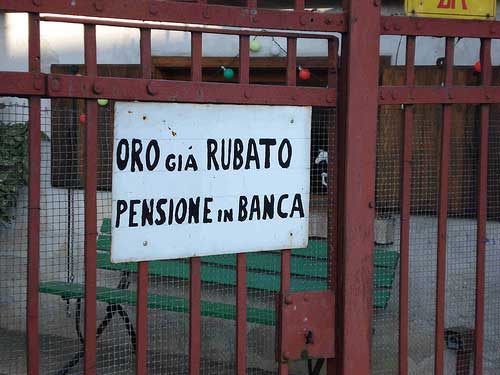 ORO GIÁ RUBATO
PENSIONE IN BANCA